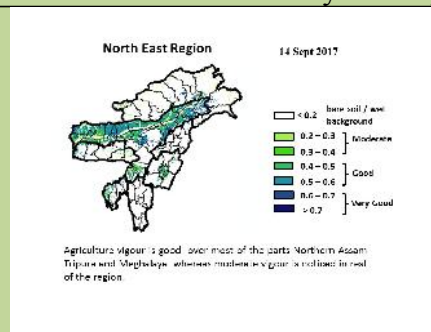 North East Region
14 Sept 2017
< 0.2 bare soil / wet
background
0.2 – 0.3
Moderate
0.3 – 0.4
0.4 – 0.5
Good
0.5 – 0.6
0.6 – 0.7
Very Good
> 0.7
Agriculture vigour is good over most of the parts Northern Assam
Tripura and Meghalaya whereas moderate vigour is noticed in rest
of the region.